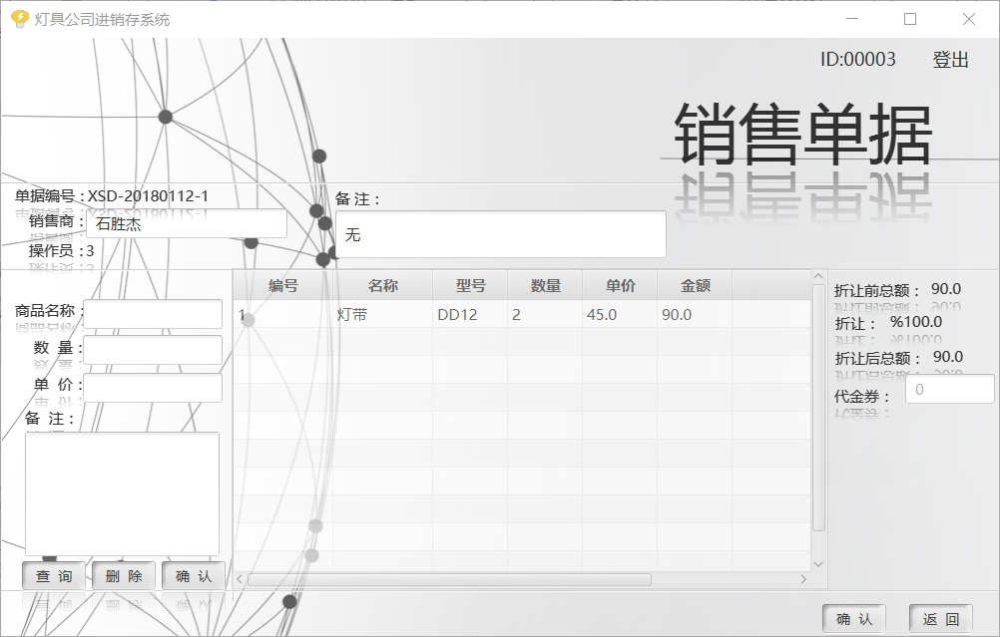 灯具公司进销存系统
ID:00003 登出
销售单据
单据编号：XSD-20180112-1
备注：
销售商：石胜杰
无
操作员：3
编号 名称 型号 数量 单价 金额
1 灯带 DD12 2 45.0 90.0
商品名称：
数 量：
单 价：
备 注：
查 询 删 除 确 认
折让前总额： 90.0
折让： %100.0
折让后总额： 90.0
代金券： 0
确 认 返 回